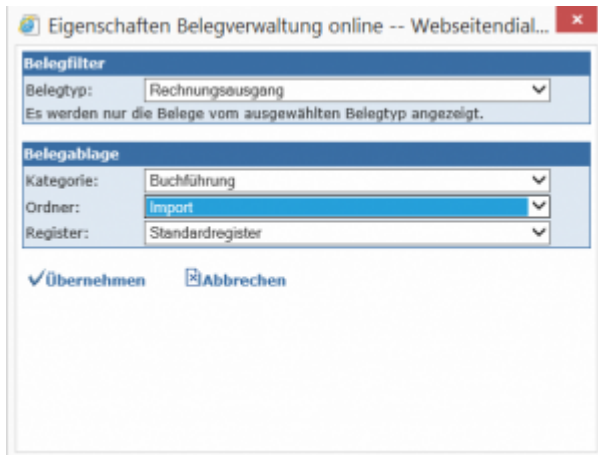 Eigenschaften Belegverwaltung online -- Webseitendial...
Belegfilter
Belegtyp: Rechnungsausgang
Es werden nur die Belege vom ausgewählten Belegtyp angezeigt.
Belegablage
Kategorie: Buchführung
Ordner: Import
Register: Standardregister
Übernehmen Abbrechen